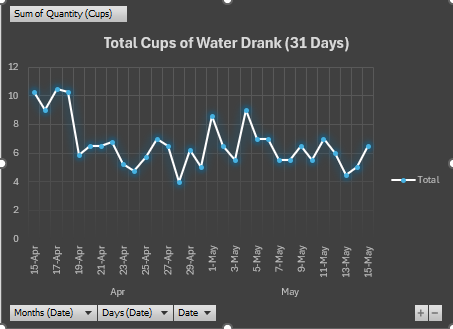 Sum of Quantity (Cups)
Total Cups of Water Drank (31 Days)
12
10
8
6
4
2
0
15-Apr 17-Apr 19-Apr 21-Apr 23-Apr 25-Apr 27-Apr 29-Apr 1-May 3-May 5-May 7-May 9-May 11-May 13-May 15-May
Apr May
Total
Months (Date) Days (Date) Date
+ −